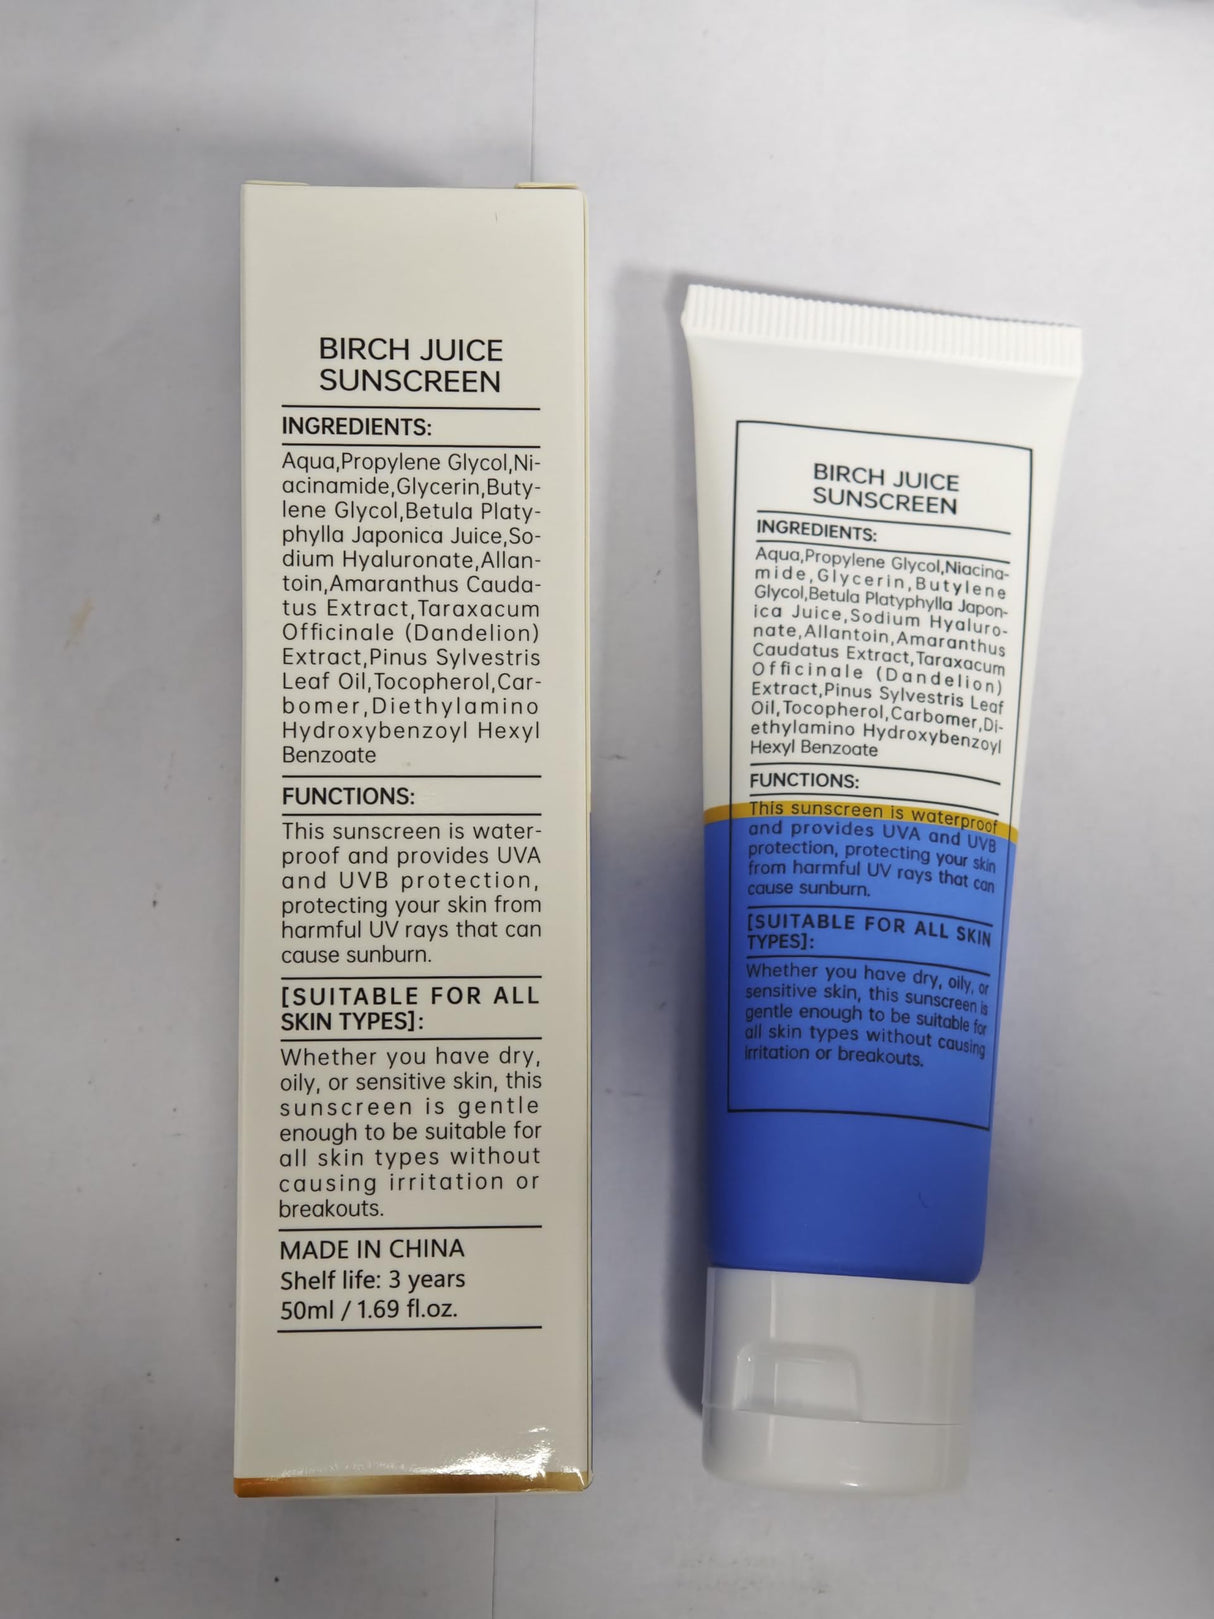 BIRCH JUICE
SUNSCREEN
INGREDIENTS:
Aqua,Propylene Glycol,Ni-
acinamide,Glycerin,Buty-
lene Glycol,Betula Platy-
phylla Japonica Juice,So-
dium Hyaluronate,Allan-
toin,Amaranthus Cauda-
tus Extract,Taraxacum
Officinale (Dandelion)
Extract,Pinus Sylvestris
Leaf Oil,Tocopherol,Car-
bomer,Diethylamino
Hydroxybenzoyl Hexyl
Benzoate
FUNCTIONS:
This sunscreen is water-
proof and provides UVA
and UVB protection,
protecting your skin from
harmful UV rays that can
cause sunburn.
[SUITABLE FOR ALL
SKIN TYPES]:
Whether you have dry,
oily, or sensitive skin, this
sunscreen is gentle
enough to be suitable for
all skin types without
causing irritation or
breakouts.
MADE IN CHINA
Shelf life: 3 years
50ml / 1.69 fl.oz.
BIRCH JUICE
SUNSCREEN
INGREDIENTS:
Aqua,Propylene Glycol,Niacina-
mide,Glycerin,Butylene
Glycol,Betula Platyphylla Japon-
ica Juice,Sodium Hyaluro-
nate,Allantoin,Amaranthus
Caudatus Extract,Taraxacum
Officinale (Dandelion)
Extract,Pinus Sylvestris Leaf
Oil,Tocopherol,Carbomer,Di-
ethylamino Hydroxybenzoyl
Hexyl Benzoate
FUNCTIONS:
This sunscreen is waterproof
and provides UVA and UVB
protection, protecting your skin
from harmful UV rays that can
cause sunburn.
[SUITABLE FOR ALL SKIN
TYPES]:
Whether you have dry, oily, or
sensitive skin, this sunscreen is
gentle enough to be suitable for
all skin types without causing
irritation or breakouts.